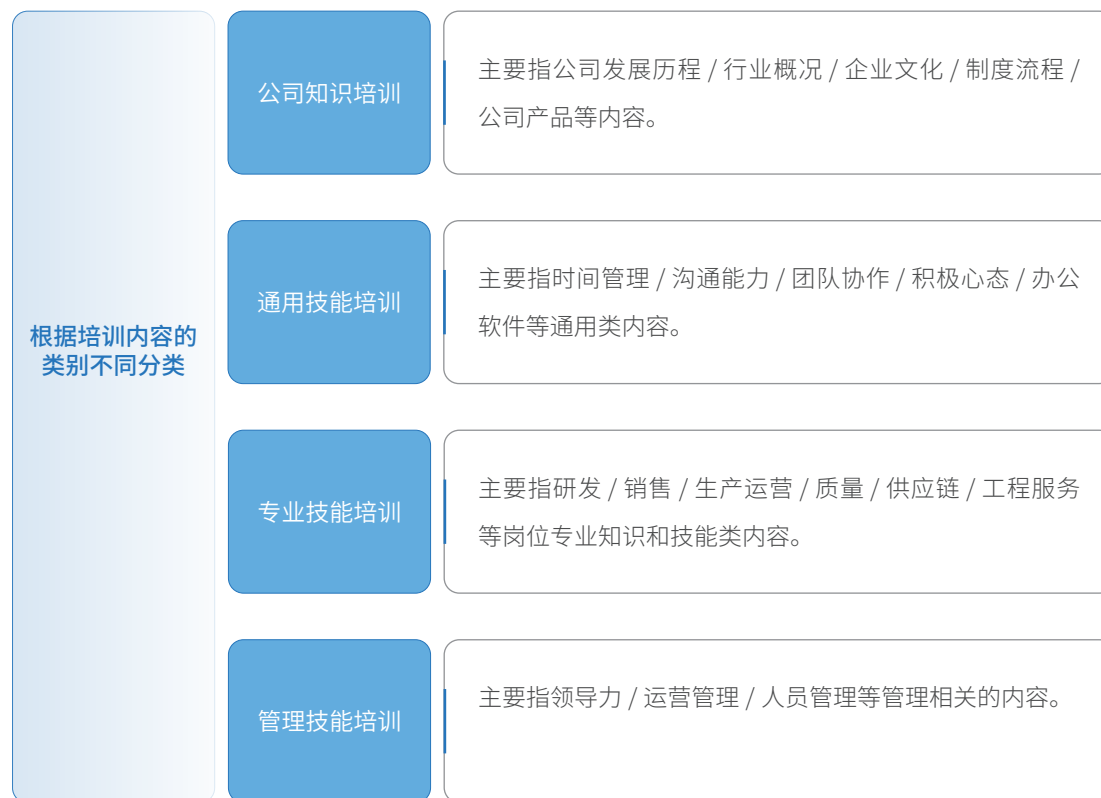 根据培训内容的
类别不同分类
公司知识培训
主要指公司发展历程 / 行业概况 / 企业文化 / 制度流程 /
公司产品等内容。
通用技能培训
主要指时间管理 / 沟通能力 / 团队协作 / 积极心态 / 办公
软件等通用类内容。
专业技能培训
主要指研发 / 销售 / 生产运营 / 质量 / 供应链 / 工程服务
等岗位专业知识和技能类内容。
管理技能培训
主要指领导力 / 运营管理 / 人员管理等管理相关的内容。